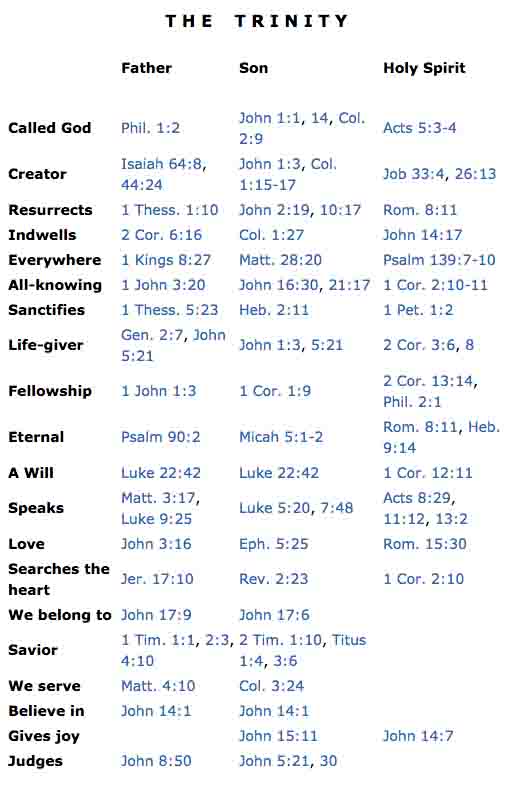 THE TRINITY
Father Son Holy Spirit
Called God Phil. 1:2 John 1:1, 14, Col. 2:9 Acts 5:3-4
Creator Isaiah 64:8, 44:24 John 1:3, Col. 1:15-17 Job 33:4, 26:13
Resurrects 1 Thess. 1:10 John 2:19, 10:17 Rom. 8:11
Indwells 2 Cor. 6:16 Col. 1:27 John 14:17
Everywhere 1 Kings 8:27 Matt. 28:20 Psalm 139:7-10
All-knowing 1 John 3:20 John 16:30, 21:17 1 Cor. 2:10-11
Sanctifies 1 Thess. 5:23 Heb. 2:11 1 Pet. 1:2
Life-giver Gen. 2:7, John 5:21 John 1:3, 5:21 2 Cor. 3:6, 8
Fellowship 1 John 1:3 1 Cor. 1:9 2 Cor. 13:14, Phil. 2:1
Eternal Psalm 90:2 Micah 5:1-2 Rom. 8:11, Heb. 9:14
A Will Luke 22:42 Luke 22:42 1 Cor. 12:11
Speaks Matt. 3:17, Luke 9:25 Luke 5:20, 7:48 Acts 8:29, 11:12, 13:2
Love John 3:16 Eph. 5:25 Rom. 15:30
Searches the heart Jer. 17:10 Rev. 2:23 1 Cor. 2:10
We belong to John 17:9 John 17:6
Savior 1 Tim. 1:1, 2:3, 4:10 2 Tim. 1:10, Titus 1:4, 3:6
We serve Matt. 4:10 Col. 3:24
Believe in John 14:1 John 14:1
Gives joy John 15:11 John 14:7
Judges John 8:50 John 5:21, 30